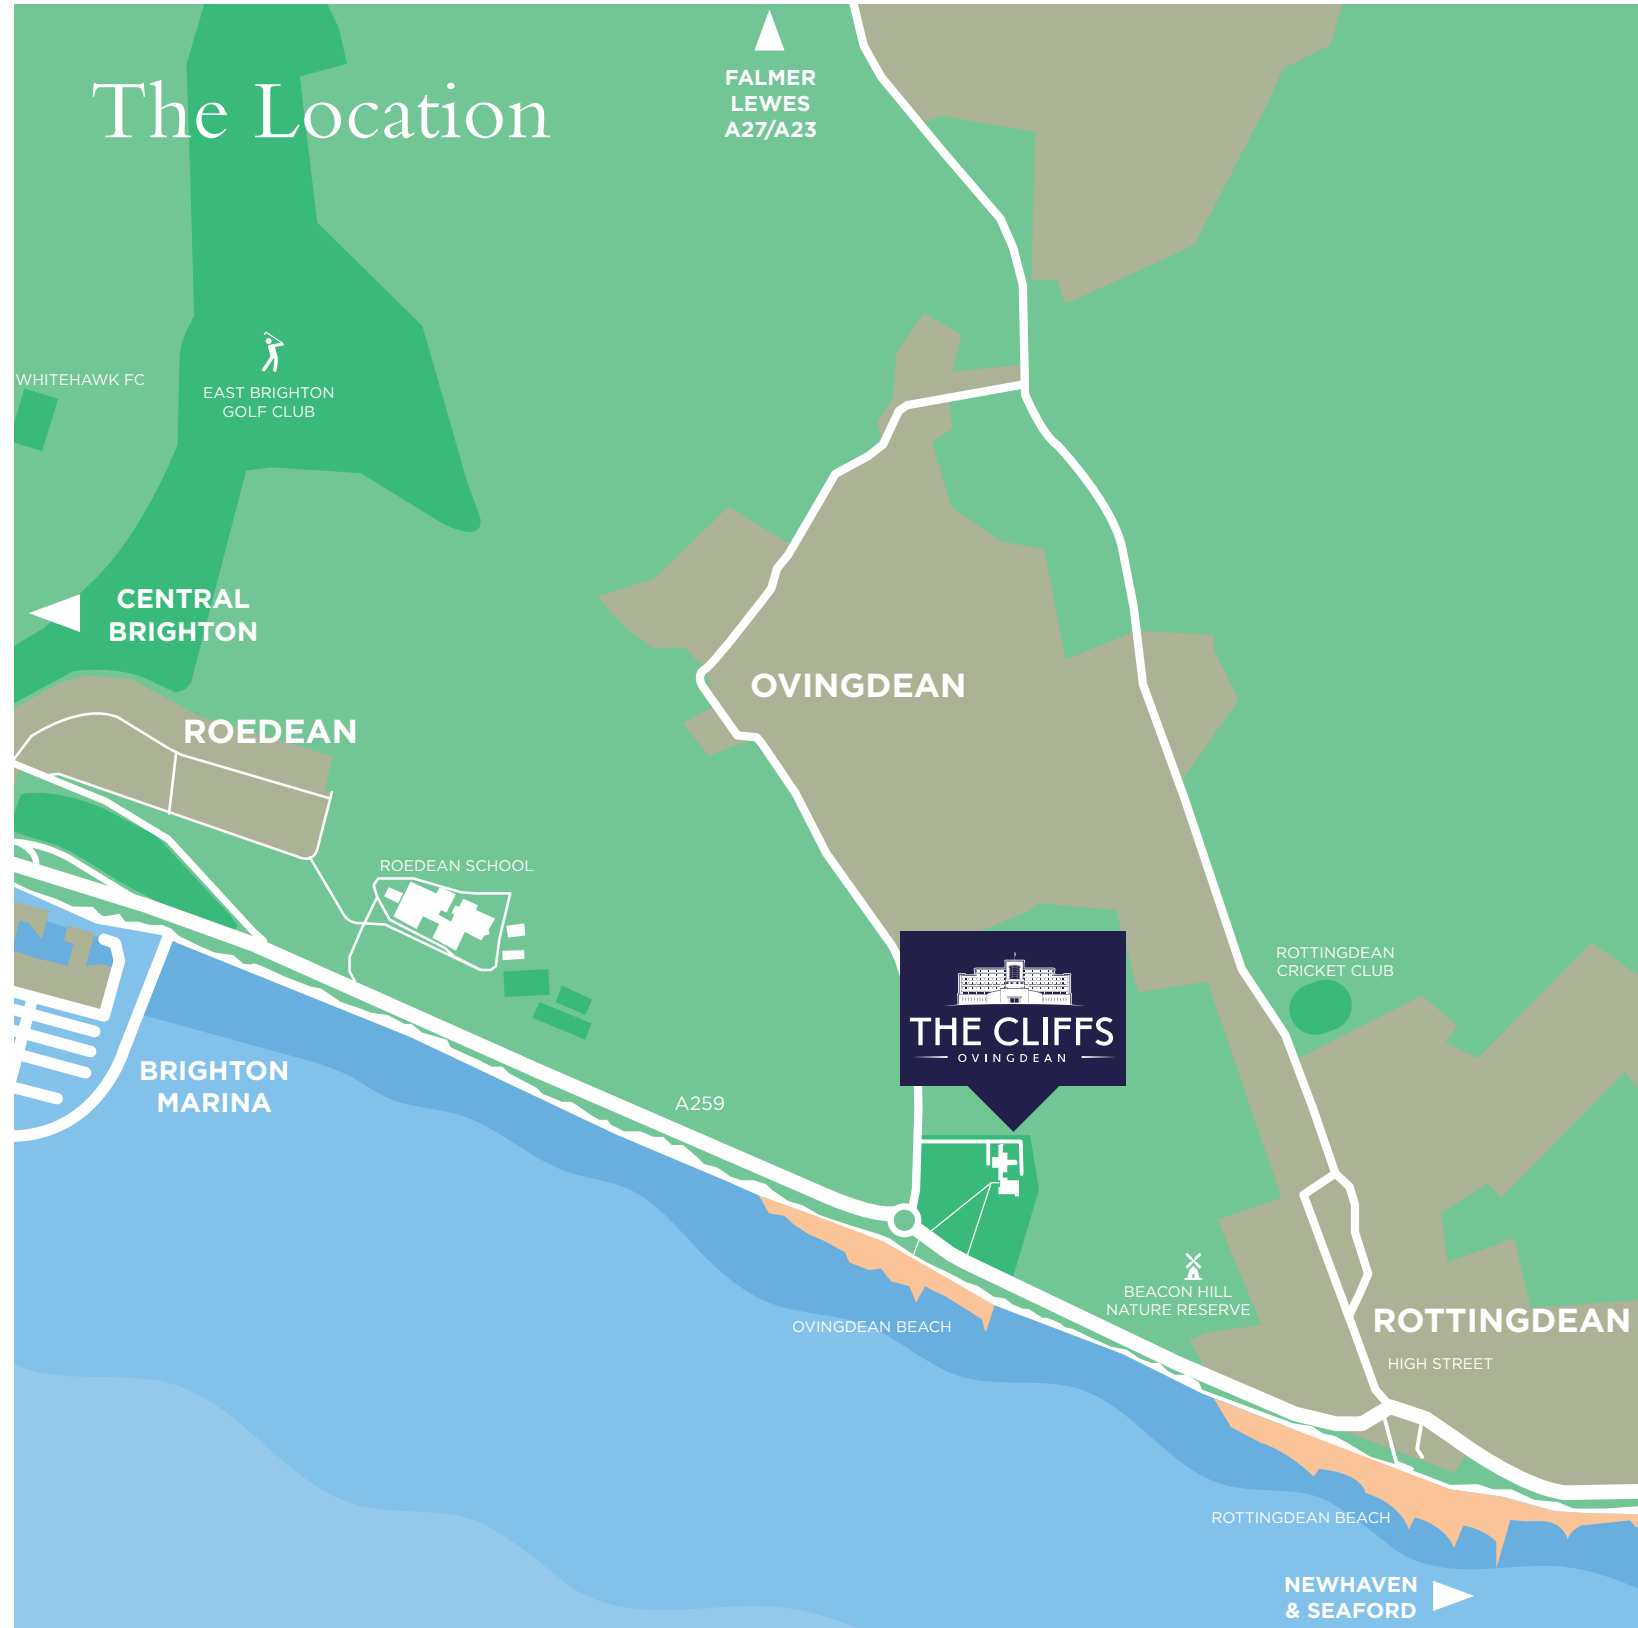 The Location
FALMER
LEWES
A27/A23
WHITEHAWK FC
EAST BRIGHTON
GOLF CLUB
CENTRAL
BRIGHTON
OVINGDEAN
ROEDEAN
ROEDEAN SCHOOL
ROTTINGDEAN
CRICKET CLUB
THE CLIFFS
OVINGDEAN
BRIGHTON
MARINA
A259
BEACON HILL
NATURE RESERVE
OVINGDEAN BEACH
ROTTINGDEAN
HIGH STREET
ROTTINGDEAN BEACH
NEWHAVEN
& SEAFORD